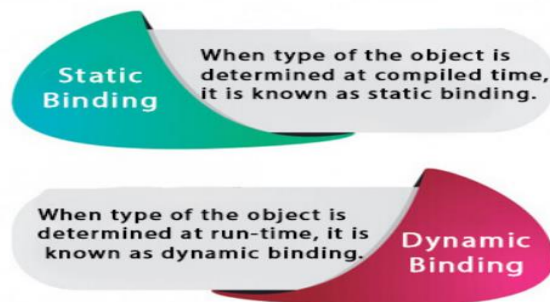 Static
Binding
When type of the object is
determined at compiled time,
it is known as static binding.
When type of the object is
determined at run-time, it is
known as dynamic binding.
Dynamic
Binding